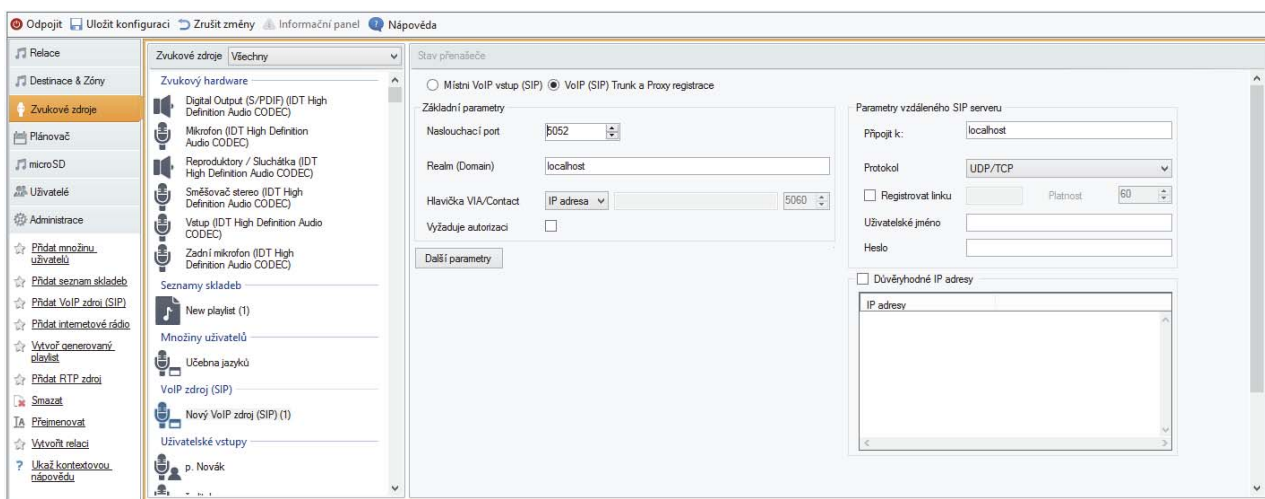 Odpojit Uložit konfiguraci Zrušit změny Informační panel Nápověda
Relace
Destinace & Zóny
Zvukové zdroje
Plánovač
microSD
Uživatelé
Administrace
Přidat množinu
uživatelů
Přidat seznam skladeb
Přidat VoIP zdroj (SIP)
Přidat internetové rádio
Vytvoř generovaný
playlist
Přidat RTP zdroj
Smazat
Přejmenovat
Vytvořit relaci
Ukaž kontextovou
nápovědu
Zvukové zdroje Všechny
Zvukový hardware
Digital Output (S/PDIF) (IDT High
Definition Audio CODEC)
Mikrofon (IDT High Definition
Audio CODEC)
Reproduktory / Sluchátka (IDT
High Definition Audio CODEC)
Směšovač stereo (IDT High
Definition Audio CODEC)
Vstup (IDT High Definition Audio
CODEC)
Zadní mikrofon (IDT High
Definition Audio CODEC)
Seznamy skladeb
New playlist (1)
Množiny uživatelů
Učebna jazyků
VoIP zdroj (SIP)
Nový VoIP zdroj (SIP) (1)
Uživatelské vstupy
p. Novák
Stav přenašeče
Místni VoIP vstup (SIP) VoIP (SIP) Trunk a Proxy registrace
Základní parametry
Naslouchací port 5052
Realm (Domain) localhost
Hlavička VIA/Contact IP adresa 5060
Vyžaduje autorizaci
Další parametry
Parametry vzdáleného SIP serveru
Připojit k: localhost
Protokol UDP/TCP
Registrovat linku Platnost 60
Uživatelské jméno
Heslo
Důvěryhodné IP adresy
IP adresy